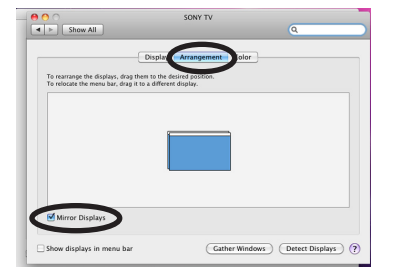 SONY TV
Show All
Display Arrangement Color
To rearrange the displays, drag them to the desired position.
To relocate the menu bar, drag it to a different display.
Mirror Displays
Show displays in menu bar
Gather Windows Detect Displays ?